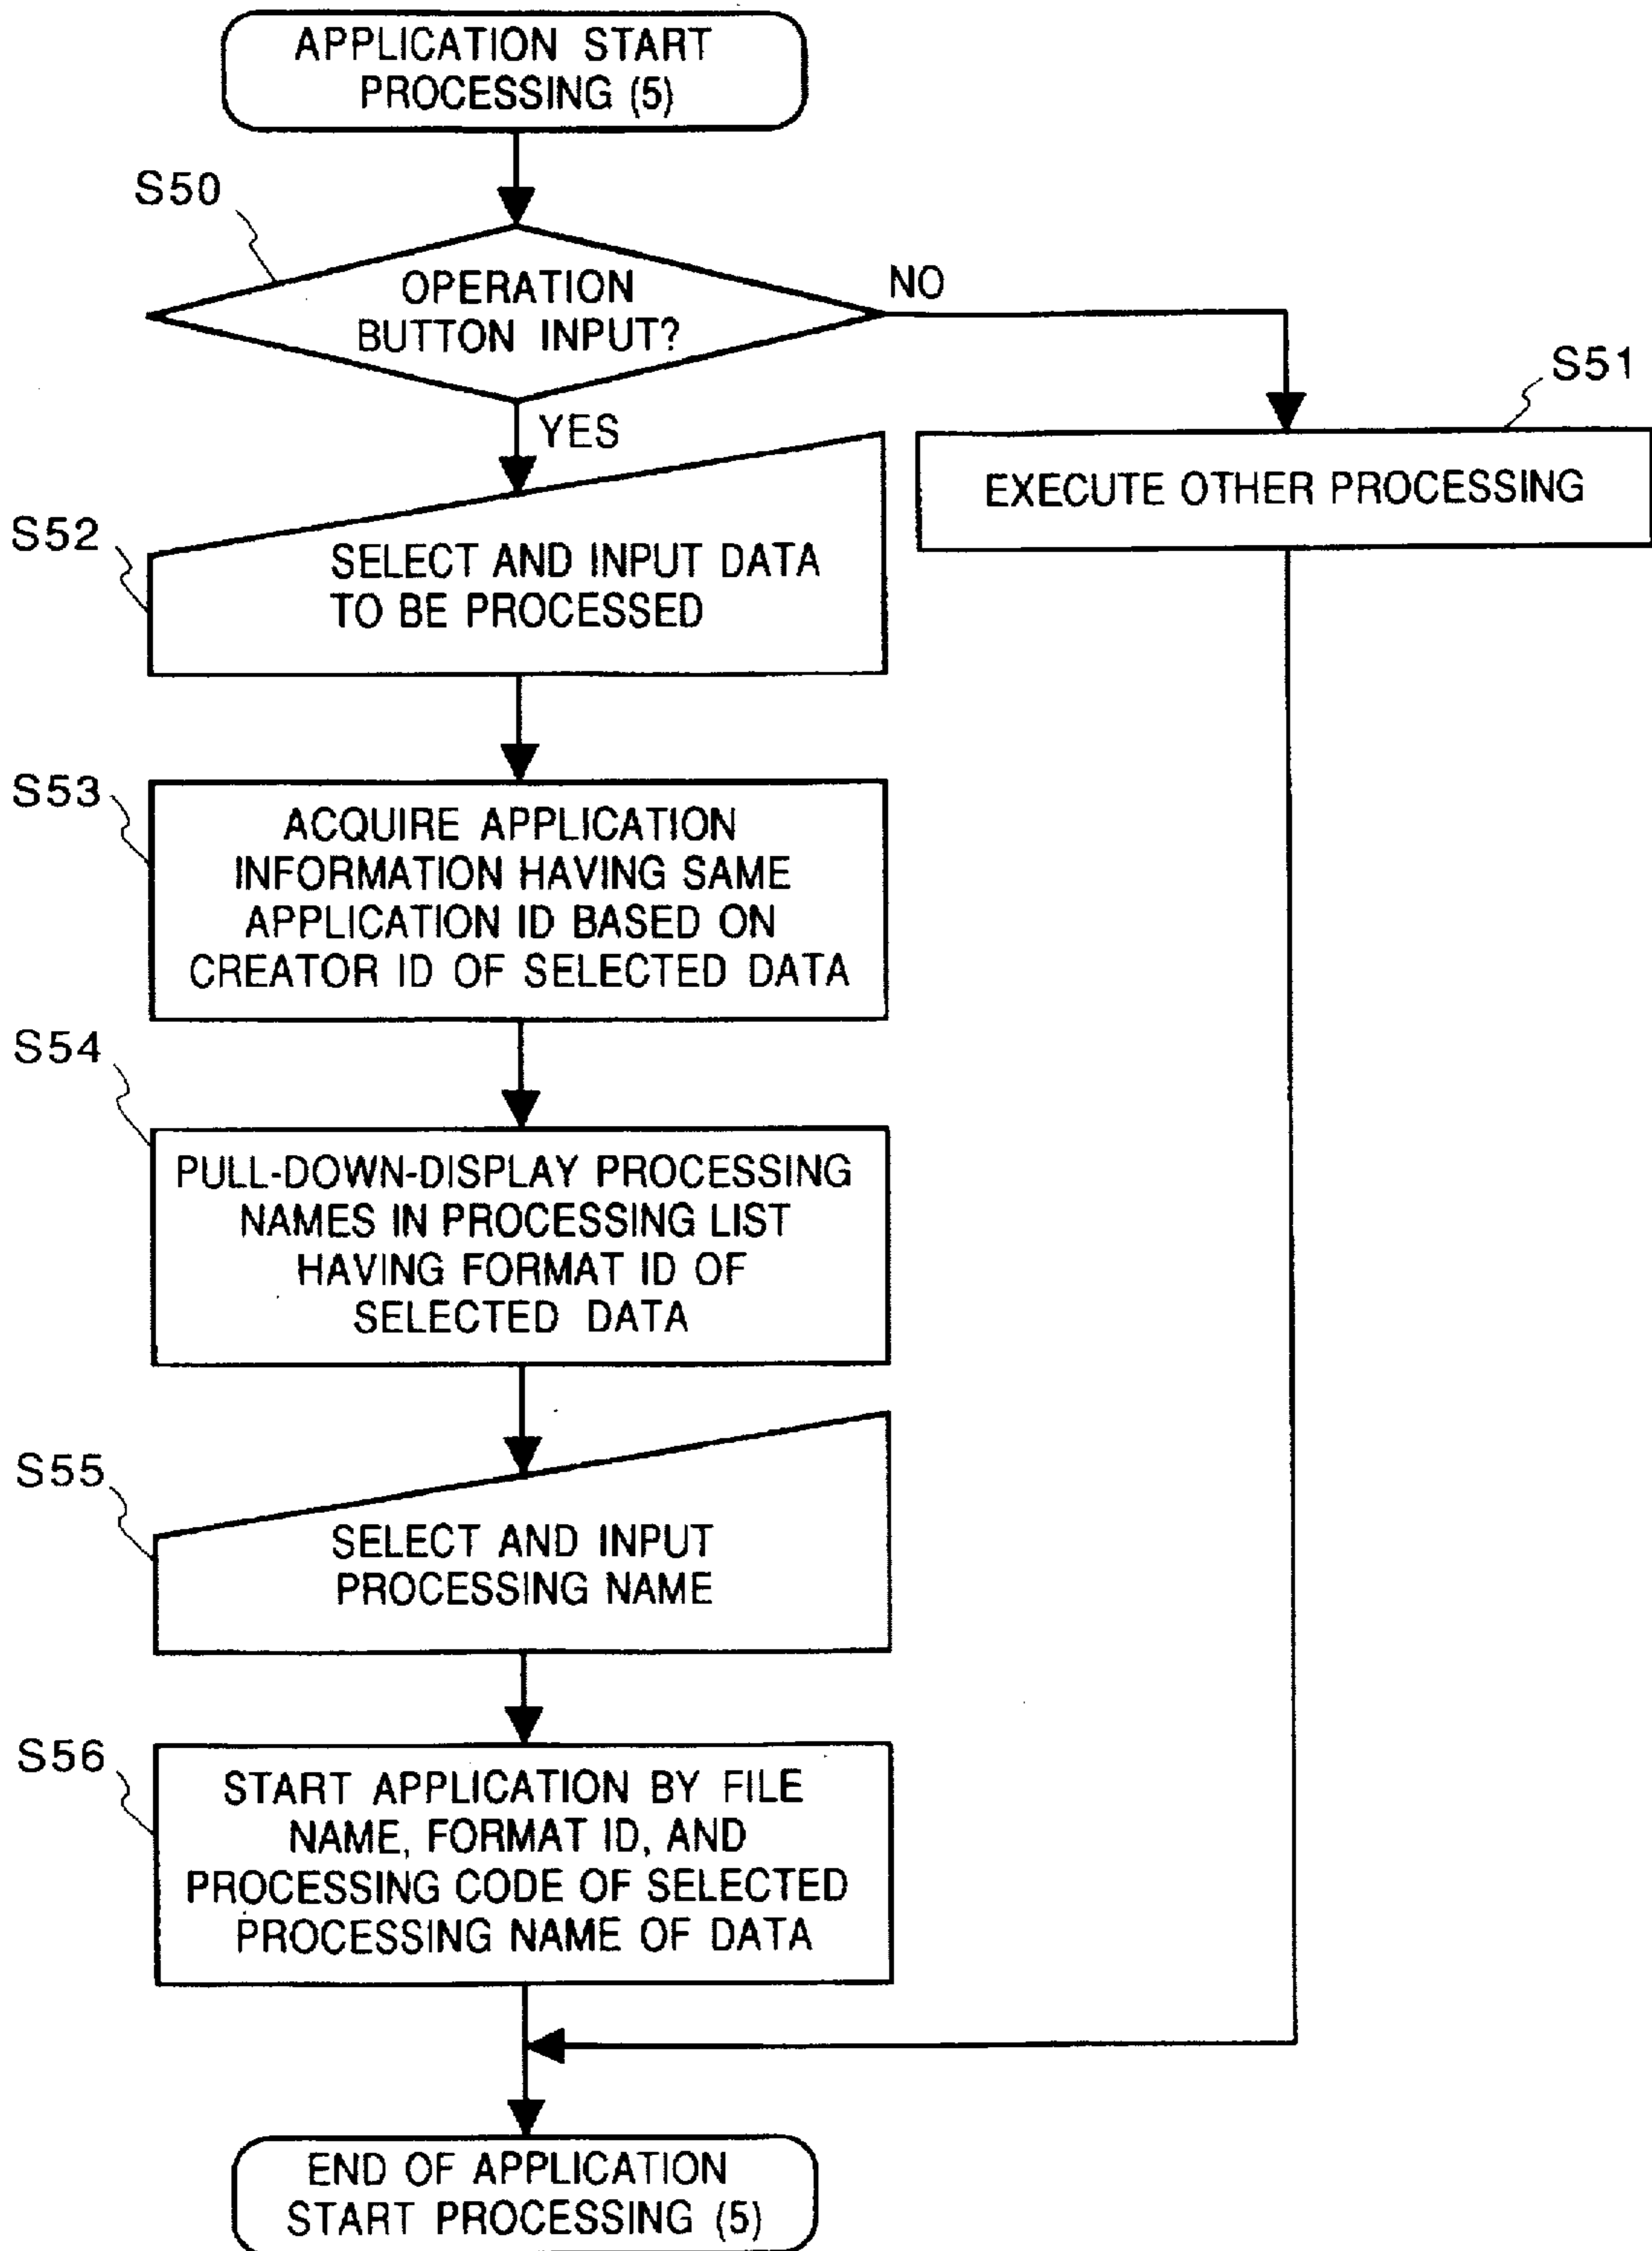 APPLICATION START
PROCESSING (5)
S50
OPERATION
BUTTON INPUT?
NO
YES
S51
EXECUTE OTHER PROCESSING
S52
SELECT AND INPUT DATA
TO BE PROCESSED
S53
ACQUIRE APPLICATION
INFORMATION HAVING SAME
APPLICATION ID BASED ON
CREATOR ID OF SELECTED DATA
S54
PULL-DOWN-DISPLAY PROCESSING
NAMES IN PROCESSING LIST
HAVING FORMAT ID OF
SELECTED DATA
S55
SELECT AND INPUT
PROCESSING NAME
S56
START APPLICATION BY FILE
NAME, FORMAT ID, AND
PROCESSING CODE OF SELECTED
PROCESSING NAME OF DATA
END OF APPLICATION
START PROCESSING (5)